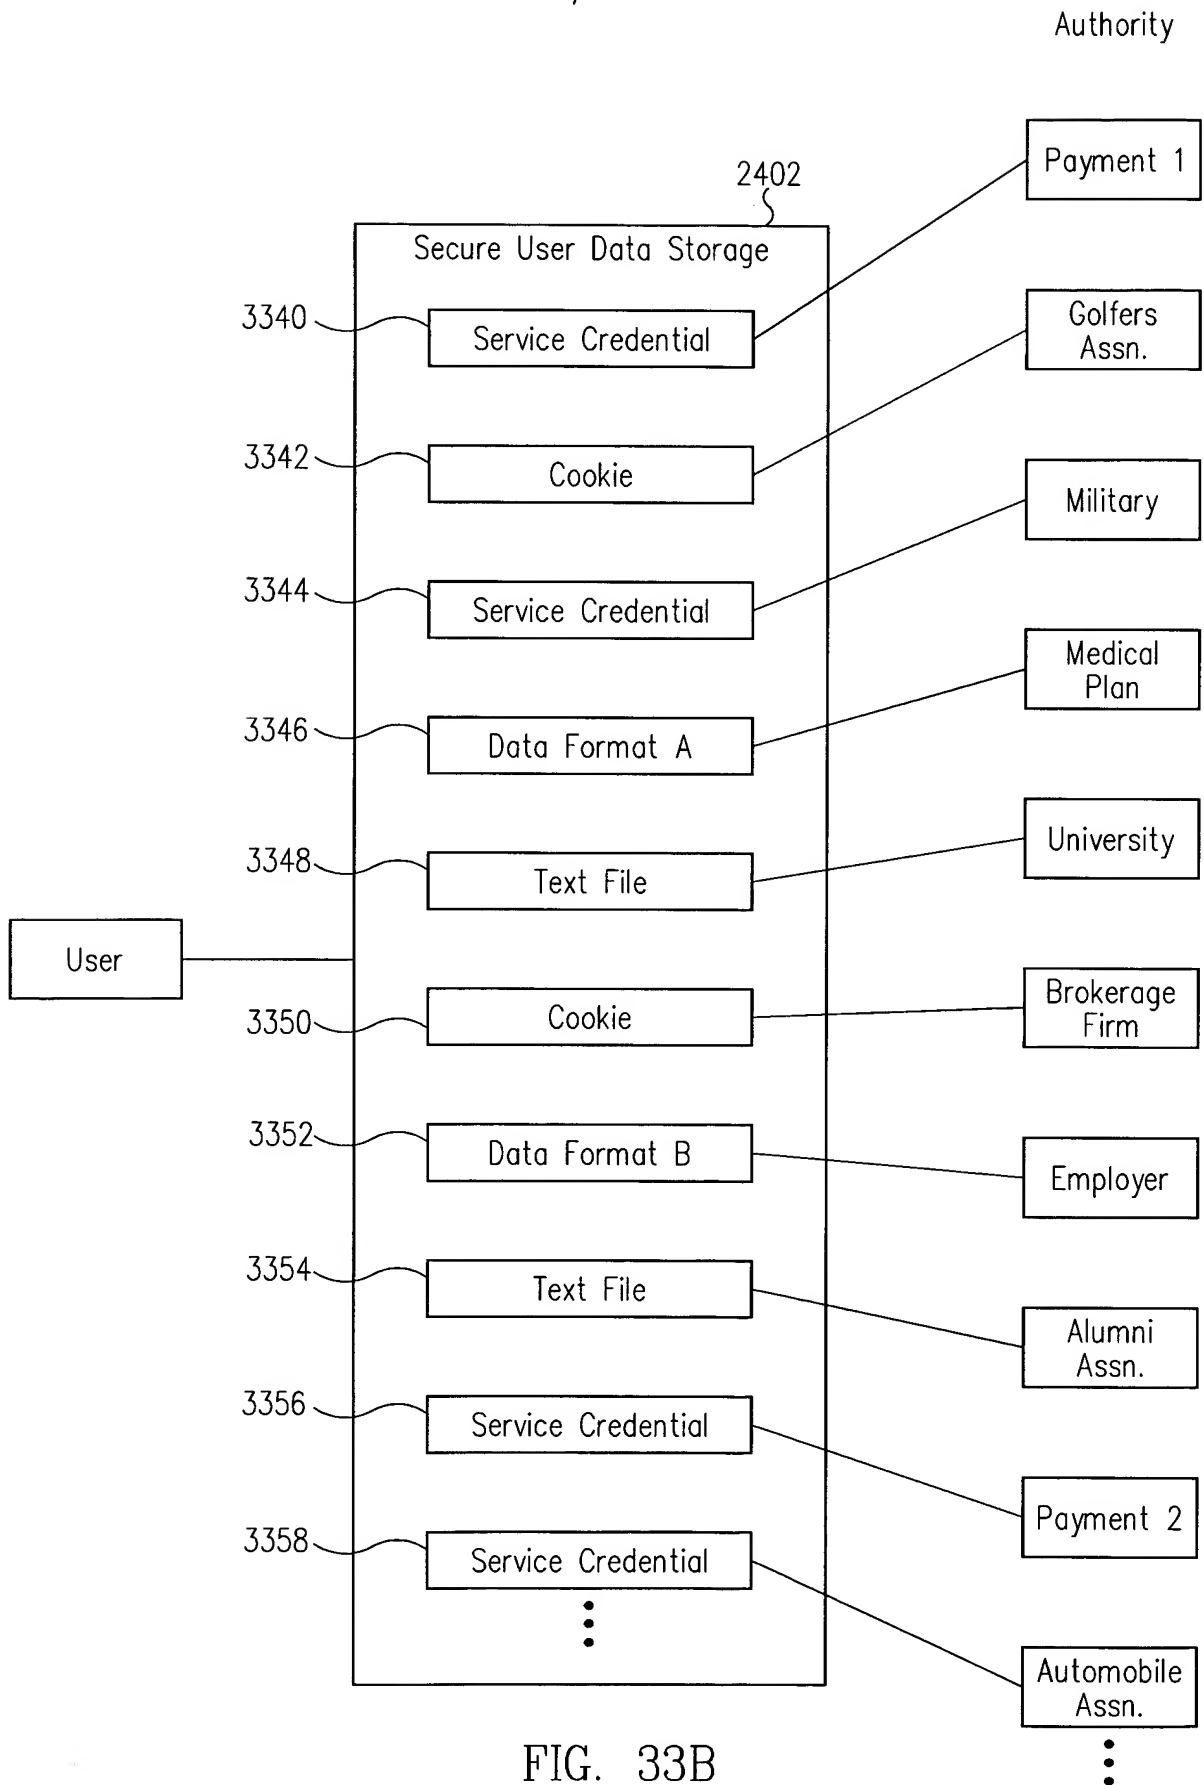 Authority
Payment 1
2402
Secure User Data Storage
3340
Service Credential
Golfers
Assn.
3342
Cookie
Military
3344
Service Credential
Medical
Plan
3346
Data Format A
University
3348
Text File
User
Brokerage
Firm
3350
Cookie
3352
Data Format B
Employer
3354
Text File
Alumni
Assn.
3356
Service Credential
Payment 2
3358
Service Credential
Automobile
Assn.
FIG. 33B